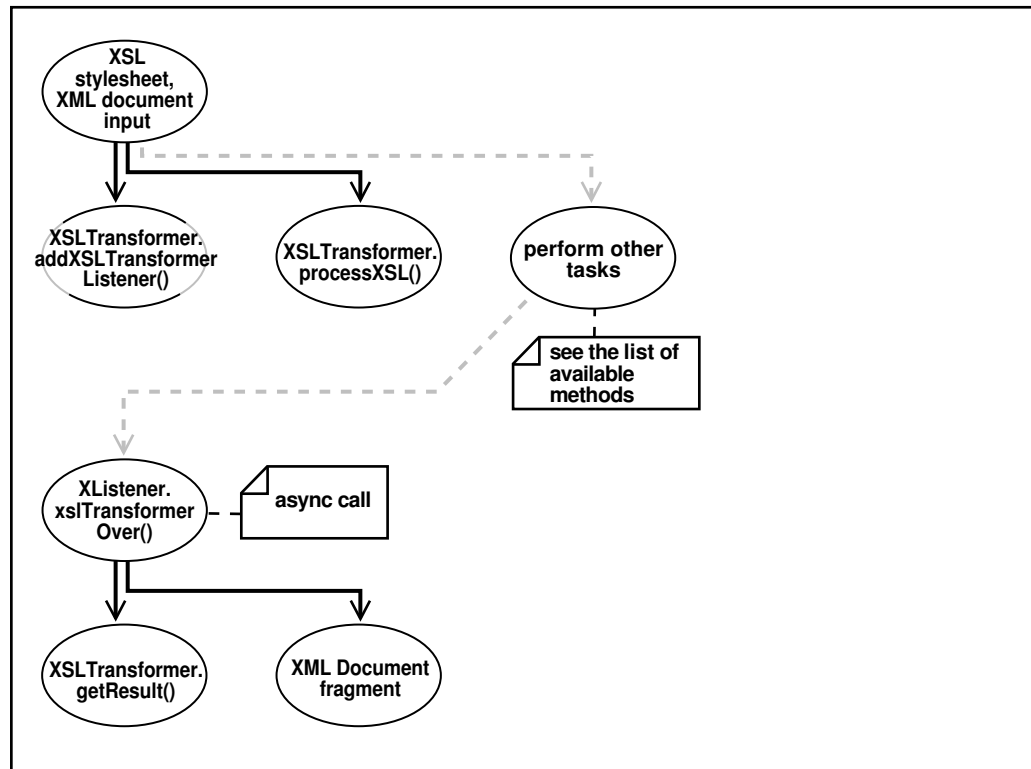 XSL
stylesheet,
XML document
input
XSLTransformer.
addXSLTransformer
Listener()
XSLTransformer.
processXSL()
perform other
tasks
see the list of
available
methods
XListener.
xslTransformer
Over()
async call
XSLTransformer.
getResult()
XML Document
fragment